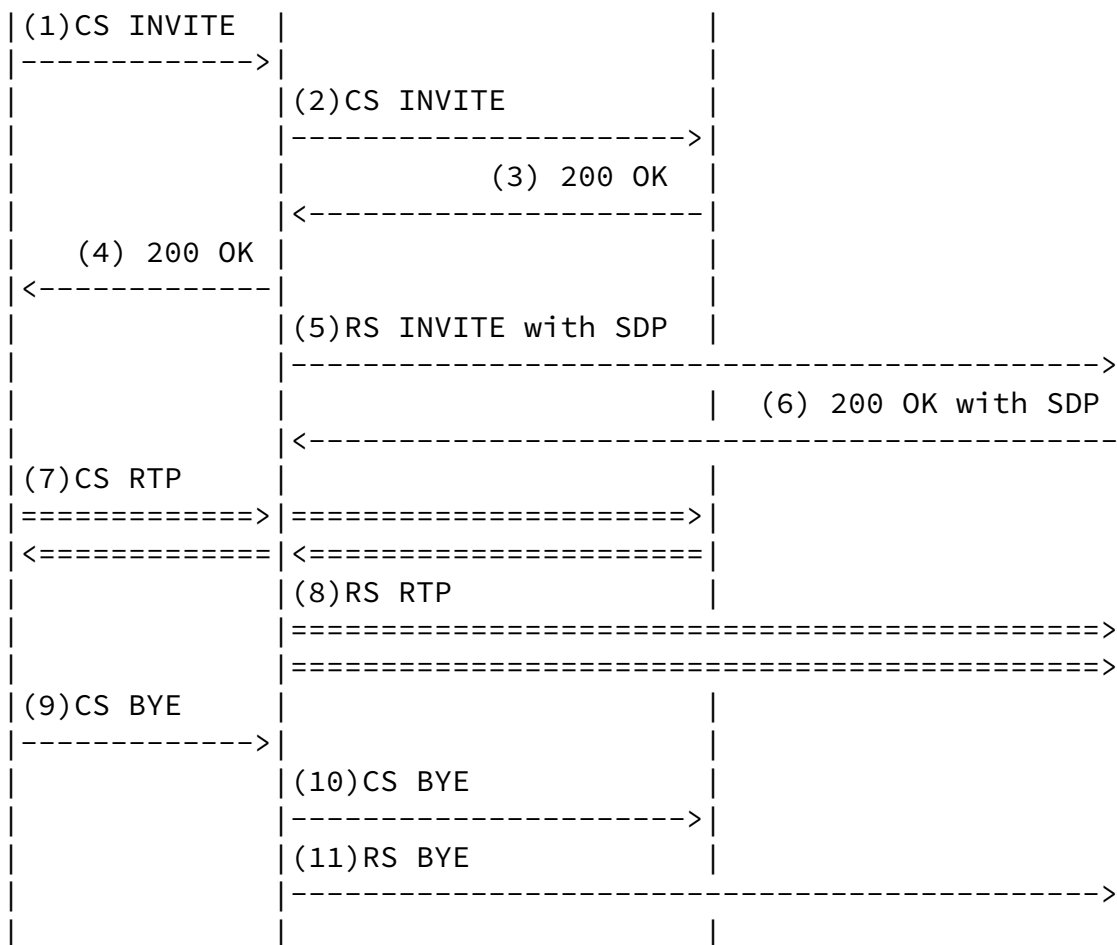 (1)CS INVITE
(2)CS INVITE
(3) 200 OK
(4) 200 OK
(5)RS INVITE with SDP
(6) 200 OK with SDP
(7)CS RTP
(8)RS RTP
(9)CS BYE
(10)CS BYE
(11)RS BYE